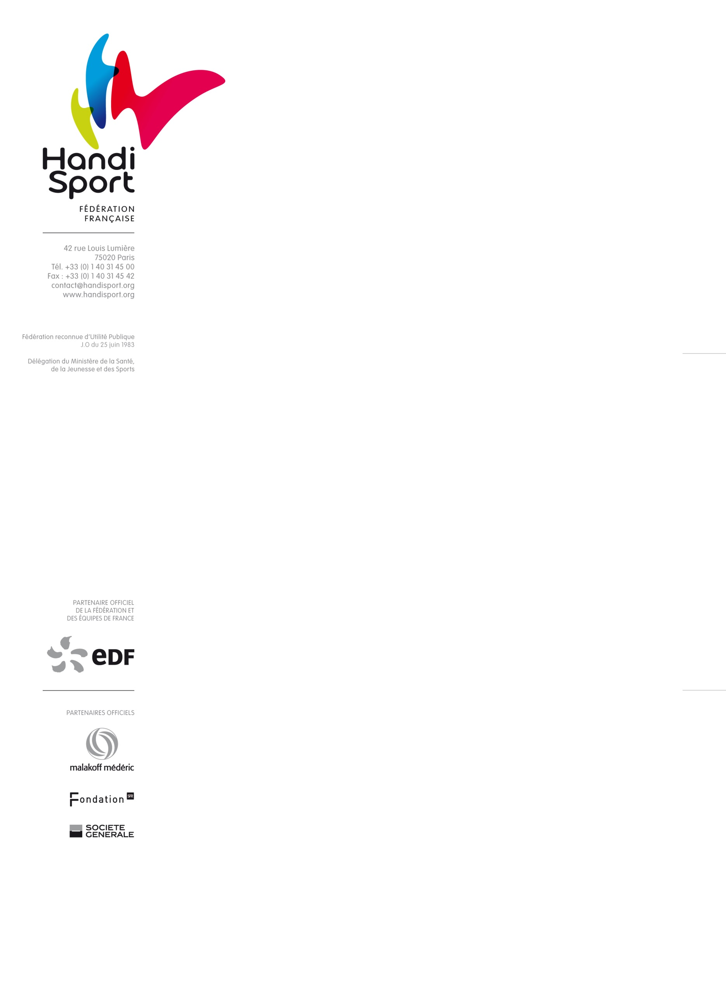 Handi
Sport
FÉDÉRATION
FRANÇAISE
42 rue Louis Lumière
75020 Paris
Tél. +33 (0) 1 40 31 45 00
Fax : +33 (0) 1 40 31 45 42
contact@handisport.org
www.handisport.org
Fédération reconnue d'Utilité Publique
J.O du 25 juin 1983
Délégation du Ministère de la Santé,
de la Jeunesse et des Sports
PARTENAIRE OFFICIEL
DE LA FÉDÉRATION ET
DES ÉQUIPES DE FRANCE
eDF
PARTENAIRES OFFICIELS
malakoff médéric
Fondation SFR
SOCIETE
GENERALE